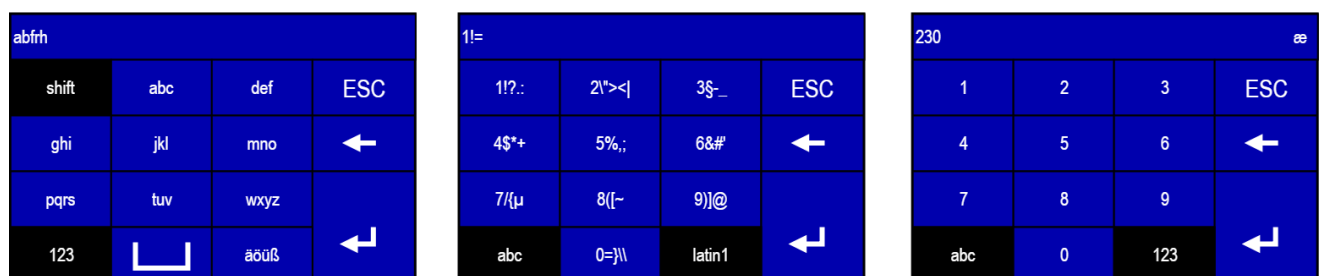 abfrh
shift abc def ESC
ghi jkl mno
pqrs tuv wxyz
123 äöüß
1!=
1!?.: 2\"><| 3§-_ ESC
4$*+ 5%,; 6&#'
7/{µ 8([~ 9)]@
abc 0=}\\ latin1
230 æ
1 2 3 ESC
4 5 6
7 8 9
abc 0 123